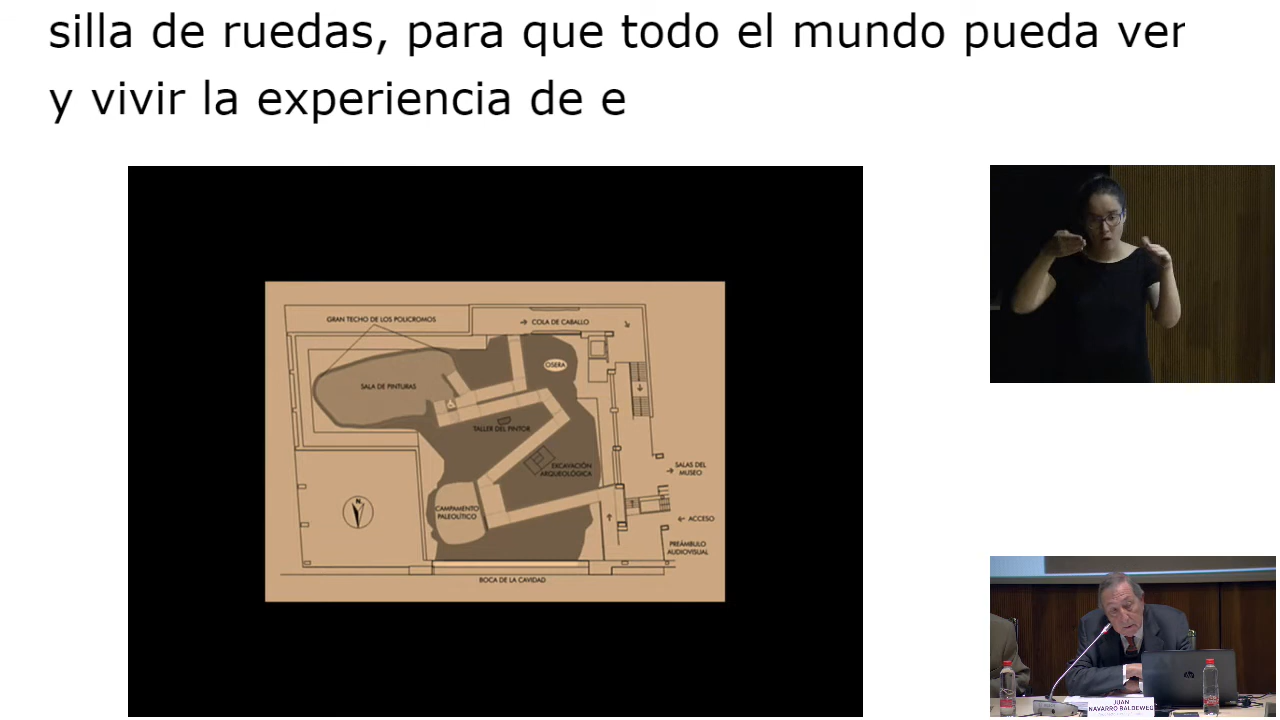 silla de ruedas, para que todo el mundo pueda ver
y vivir la experiencia de e
GRAN TECHO DE LOS POLICROMOS
COLA DE CABALLO
OSERA
SALA DE PINTURAS
TALLER DEL PINTOR
EXCAVACIÓN
ARQUEOLÓGICA
SALAS DEL
MUSEO
N
CAMPAMENTO
PALEOLÍTICO
ACCESO
PREÁMBULO
AUDIOVISUAL
BOCA DE LA CAVIDAD
hp
JUAN
NAVARRO BALDEWEG